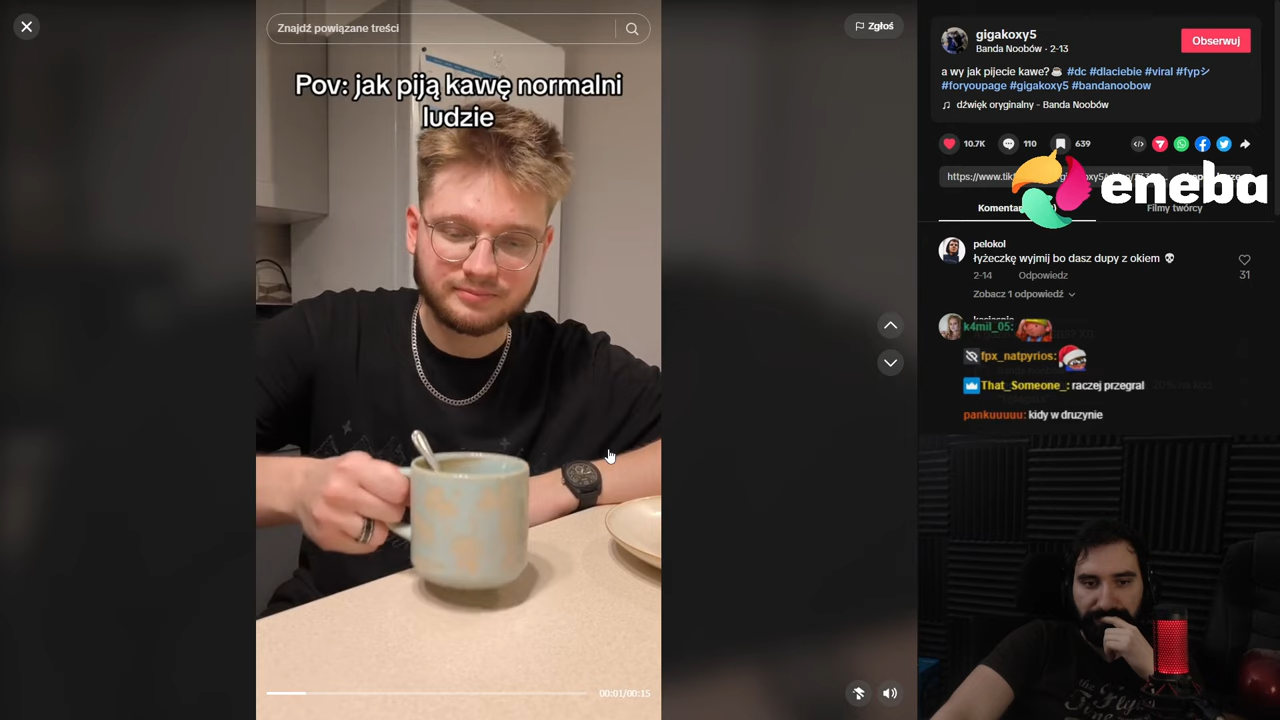 Znajdź powiązane treści
Zgłoś
Pov: jak piją kawę normalni
ludzie
00:01/00:15
gigakoxy5
Banda Noobów · 2-13
Obserwuj
a wy jak pijecie kawe?☕ #dc #dlaciebie #viral #fypシ
#foryoupage #gigakoxy5 #bandanoobow
dźwięk oryginalny - Banda Noobów
10.7K
110
639
https://www.tik
eneba
Filmy twórcy
pelokol
łyżeczkę wyjmij bo dasz dupy z okiem 💀
2-14 Odpowiedz
31
Zobacz 1 odpowiedź
k4mil_05:
fpx_natpyrios:
That_Someone_: raczej przegral
pankuuuuu: kidy w druzynie